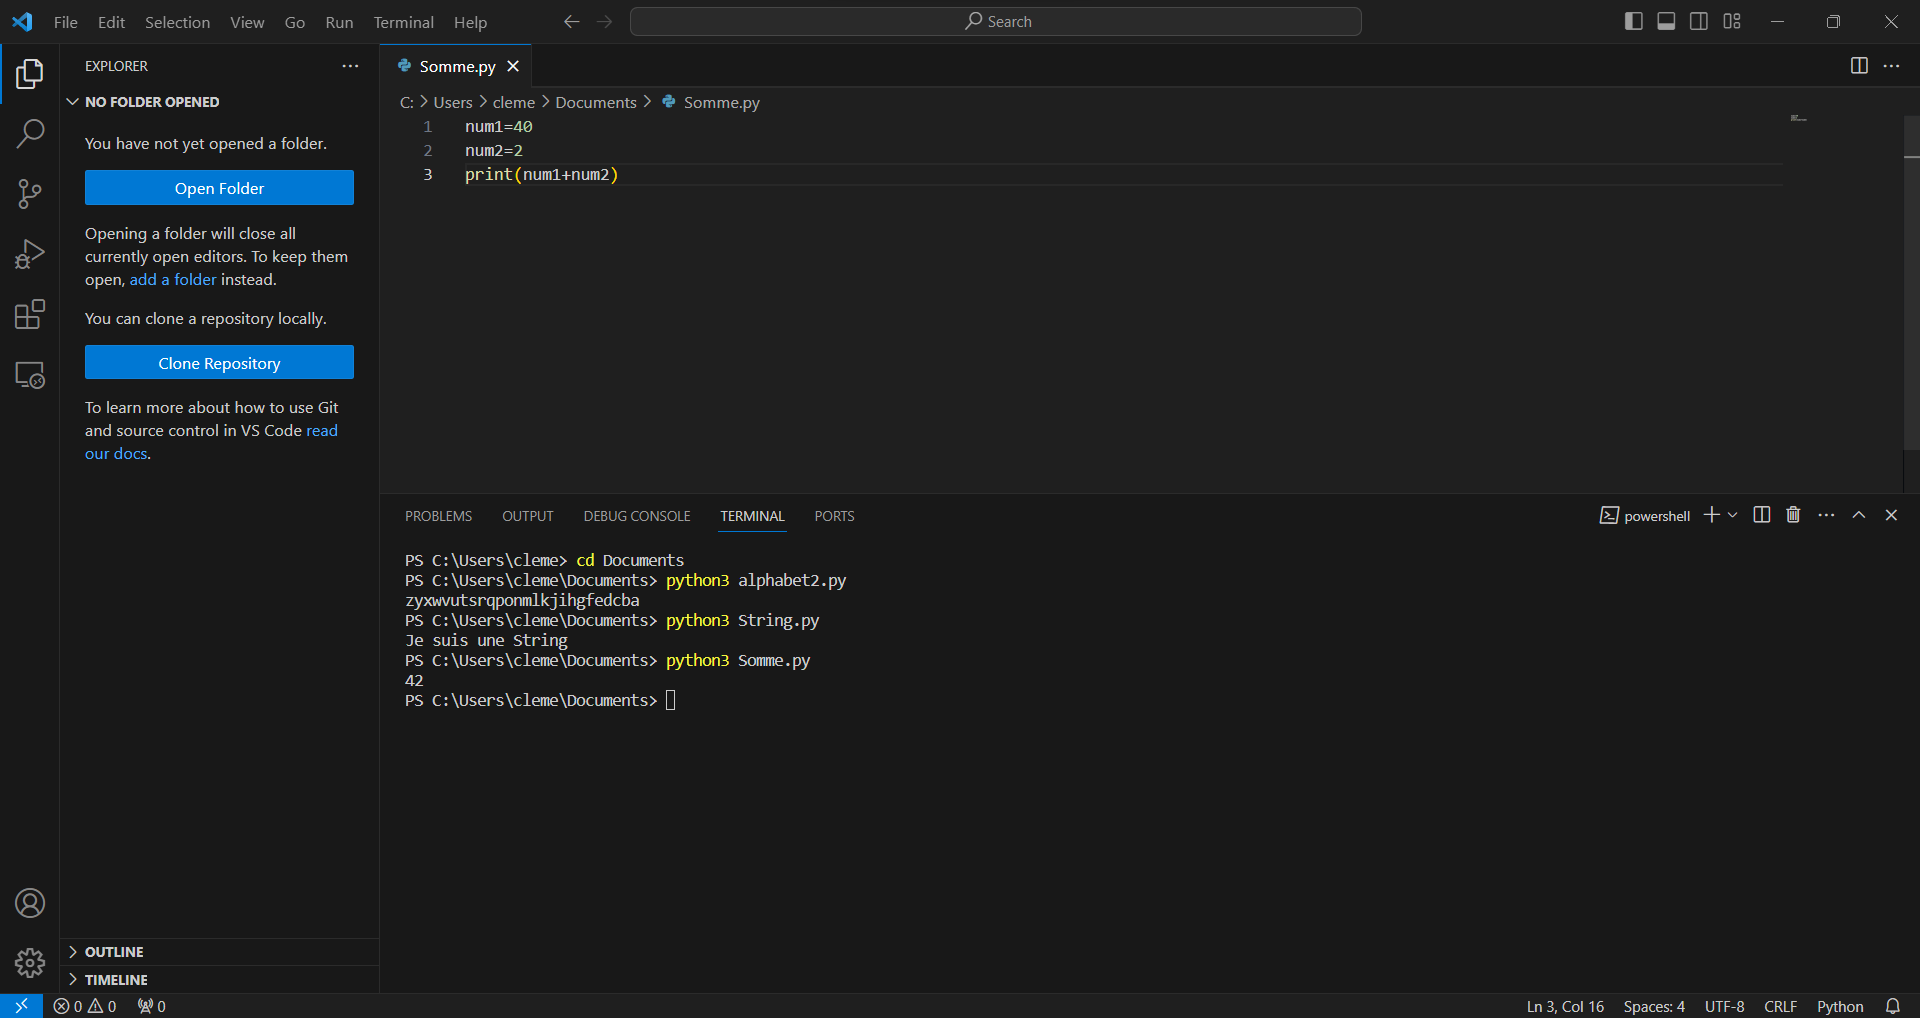 File Edit Selection View Go Run Terminal Help
Search
EXPLORER
NO FOLDER OPENED
You have not yet opened a folder.
Open Folder
Opening a folder will close all
currently open editors. To keep them
open, add a folder instead.
You can clone a repository locally.
Clone Repository
To learn more about how to use Git
and source control in VS Code read
our docs.
OUTLINE
TIMELINE
Somme.py
C: > Users > cleme > Documents > Somme.py
1 num1=40
2 num2=2
3 print(num1+num2)
PROBLEMS OUTPUT DEBUG CONSOLE TERMINAL PORTS
powershell
PS C:\Users\cleme> cd Documents
PS C:\Users\cleme\Documents> python3 alphabet2.py
zyxwvutsrqponmlkjihgfedcba
PS C:\Users\cleme\Documents> python3 String.py
Je suis une String
PS C:\Users\cleme\Documents> python3 Somme.py
42
PS C:\Users\cleme\Documents>
0 0 0
Ln 3, Col 16 Spaces: 4 UTF-8 CRLF Python